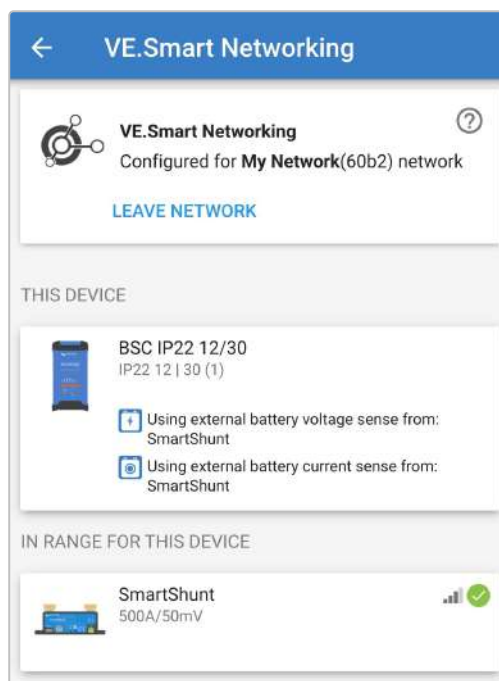 VE.Smart Networking
VE.Smart Networking
Configured for My Network(60b2) network
LEAVE NETWORK
THIS DEVICE
BSC IP22 12/30
IP22 12 | 30 (1)
Using external battery voltage sense from:
SmartShunt
Using external battery current sense from:
SmartShunt
IN RANGE FOR THIS DEVICE
SmartShunt
500A/50mV